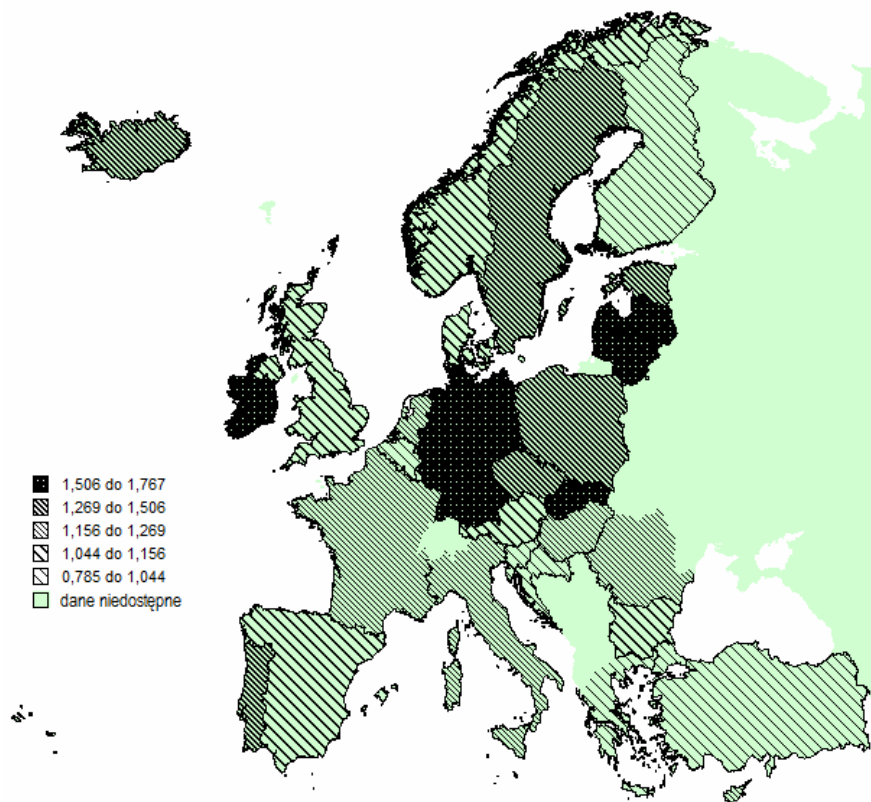 1,506 do 1,767
1,269 do 1,506
1,156 do 1,269
1,044 do 1,156
0,785 do 1,044
dane niedostępne